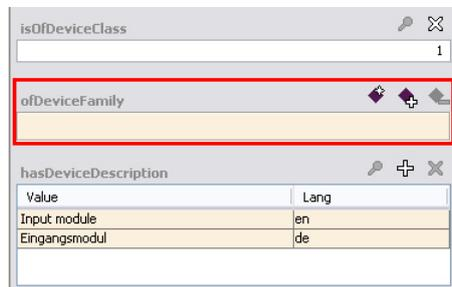 isOfDeviceClass
1
ofDeviceFamily
hasDeviceDescription
Value Lang
Input module en
Eingangsmodul de